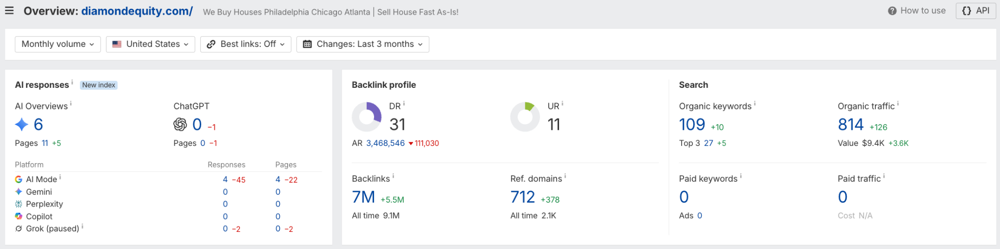 Overview: diamondequity.com/ We Buy Houses Philadelphia Chicago Atlanta | Sell House Fast As-Is! How to use API
Monthly volume United States Best links: Off Changes: Last 3 months
AI responses New index
AI Overviews ChatGPT
6 0 −1
Pages 11 +5 Pages 0 −1
Platform Responses Pages
AI Mode 4 −45 4 −22
Gemini 0 0
Perplexity 0 0
Copilot 0 0
Grok (paused) 0 −2 0 −2
Backlink profile
DR UR
31 11
AR 3,468,546 111,030
Backlinks Ref. domains
7M +5.5M 712 +378
All time 9.1M All time 2.1K
Search
Organic keywords Organic traffic
109 +10 814 +126
Top 3 27 +5 Value $9.4K +3.6K
Paid keywords Paid traffic
0 0
Ads 0 Cost N/A